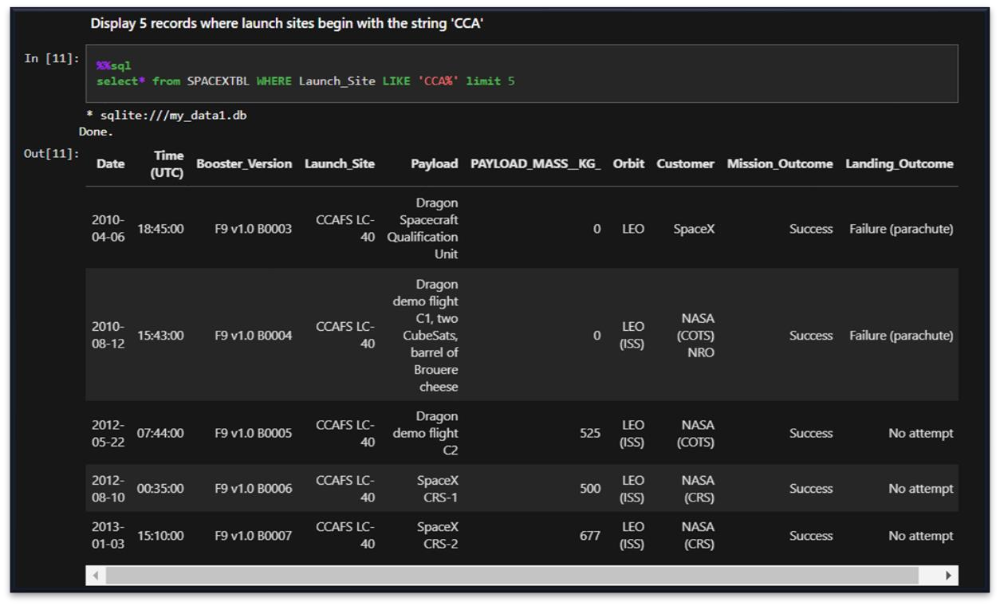 Display 5 records where launch sites begin with the string 'CCA'
In [11]:
%%sql
select* from SPACEXTBL WHERE Launch_Site LIKE 'CCA%' limit 5
* sqlite:///my_data1.db
Done.
Out[11]:
Date Time (UTC) Booster_Version Launch_Site Payload PAYLOAD_MASS__KG_ Orbit Customer Mission_Outcome Landing_Outcome
2010-04-06 18:45:00 F9 v1.0 B0003 CCAFS LC-40 Dragon Spacecraft Qualification Unit 0 LEO SpaceX Success Failure (parachute)
2010-08-12 15:43:00 F9 v1.0 B0004 CCAFS LC-40 Dragon demo flight C1, two CubeSats, barrel of Brouere cheese 0 LEO (ISS) NASA (COTS) NRO Success Failure (parachute)
2012-05-22 07:44:00 F9 v1.0 B0005 CCAFS LC-40 Dragon demo flight C2 525 LEO (ISS) NASA (COTS) Success No attempt
2012-08-10 00:35:00 F9 v1.0 B0006 CCAFS LC-40 SpaceX CRS-1 500 LEO (ISS) NASA (CRS) Success No attempt
2013-01-03 15:10:00 F9 v1.0 B0007 CCAFS LC-40 SpaceX CRS-2 677 LEO (ISS) NASA (CRS) Success No attempt